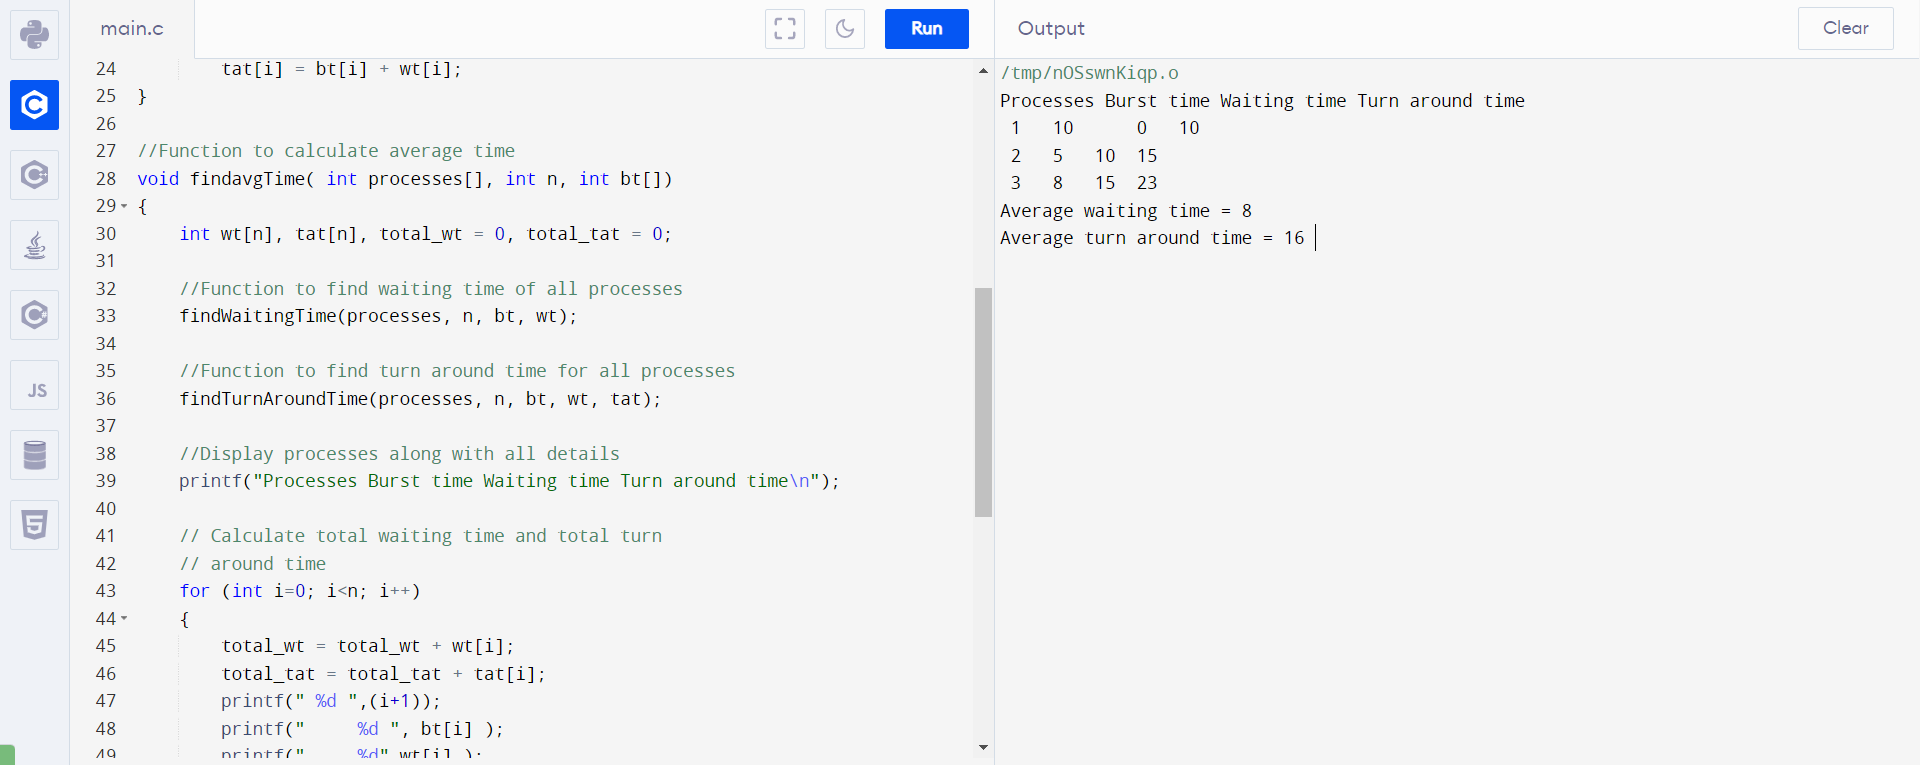 main.c
Run
Output
Clear
JS
24 tat[i] = bt[i] + wt[i];
25 }
26
27 //Function to calculate average time
28 void findavgTime( int processes[], int n, int bt[])
29 {
30 int wt[n], tat[n], total_wt = 0, total_tat = 0;
31
32 //Function to find waiting time of all processes
33 findWaitingTime(processes, n, bt, wt);
34
35 //Function to find turn around time for all processes
36 findTurnAroundTime(processes, n, bt, wt, tat);
37
38 //Display processes along with all details
39 printf("Processes Burst time Waiting time Turn around time\n");
40
41 // Calculate total waiting time and total turn
42 // around time
43 for (int i=0; i<n; i++)
44 {
45 total_wt = total_wt + wt[i];
46 total_tat = total_tat + tat[i];
47 printf(" %d ",(i+1));
48 printf("     %d ", bt[i] );
49 printf("     %d",wt[i] );
/tmp/nOSswnKiqp.o
Processes Burst time Waiting time Turn around time
1 10 0 10
2 5 10 15
3 8 15 23
Average waiting time = 8
Average turn around time = 16